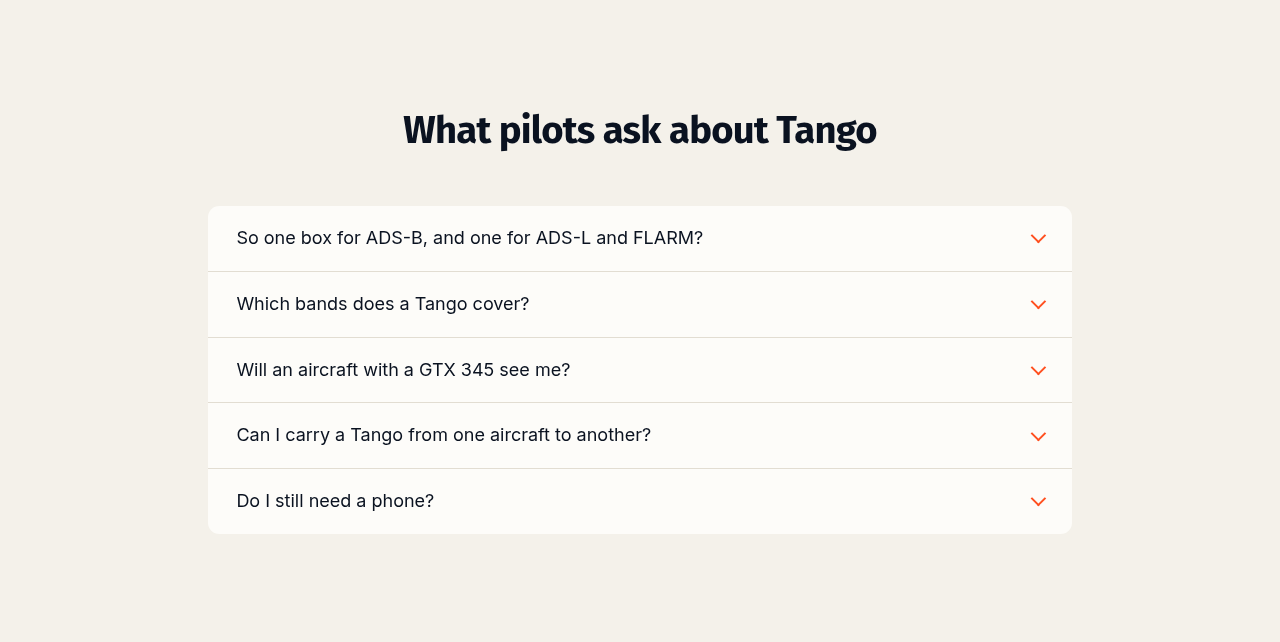 What pilots ask about Tango
So one box for ADS-B, and one for ADS-L and FLARM?
Which bands does a Tango cover?
Will an aircraft with a GTX 345 see me?
Can I carry a Tango from one aircraft to another?
Do I still need a phone?